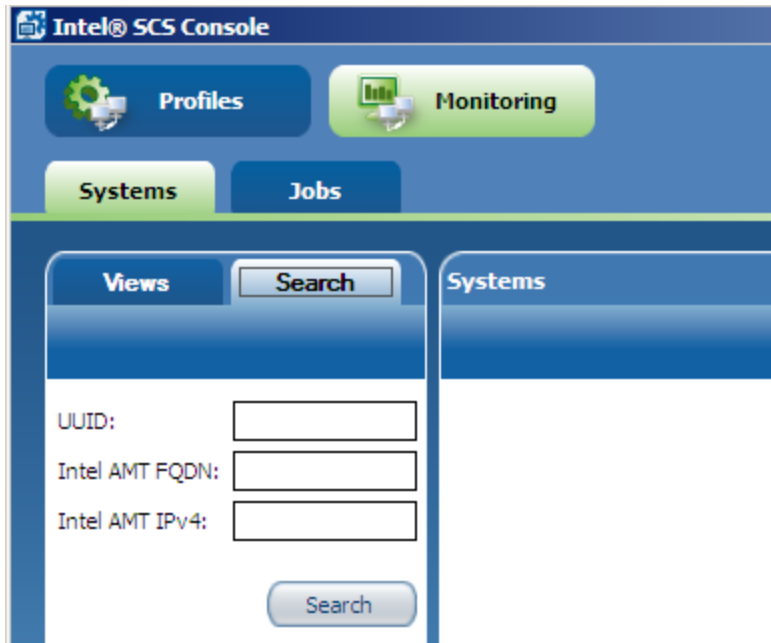 Intel® SCS Console
Profiles Monitoring
Systems Jobs
Views Search Systems
UUID:
Intel AMT FQDN:
Intel AMT IPv4:
Search